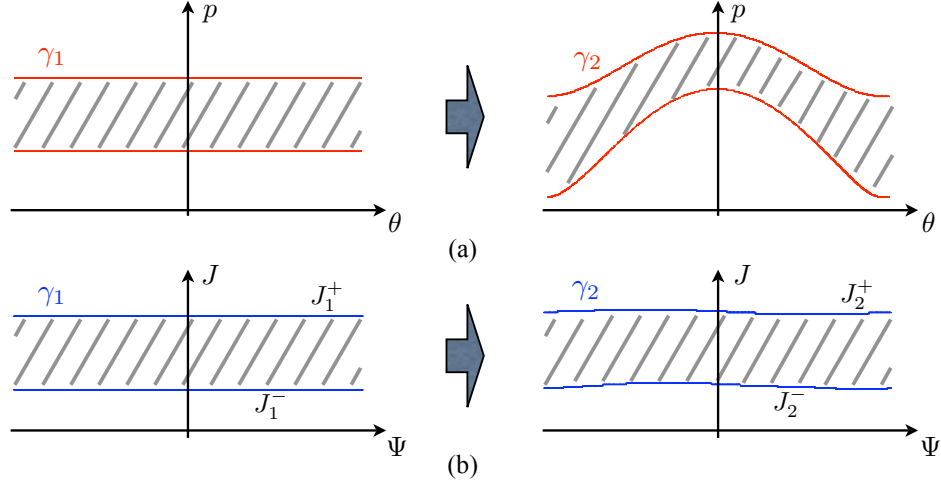 p p
γ₁ γ₂
θ θ
(a)
J J
γ₁ J₁⁺ γ₂ J₂⁺
J₁⁻ J₂⁻
Ψ Ψ
(b)